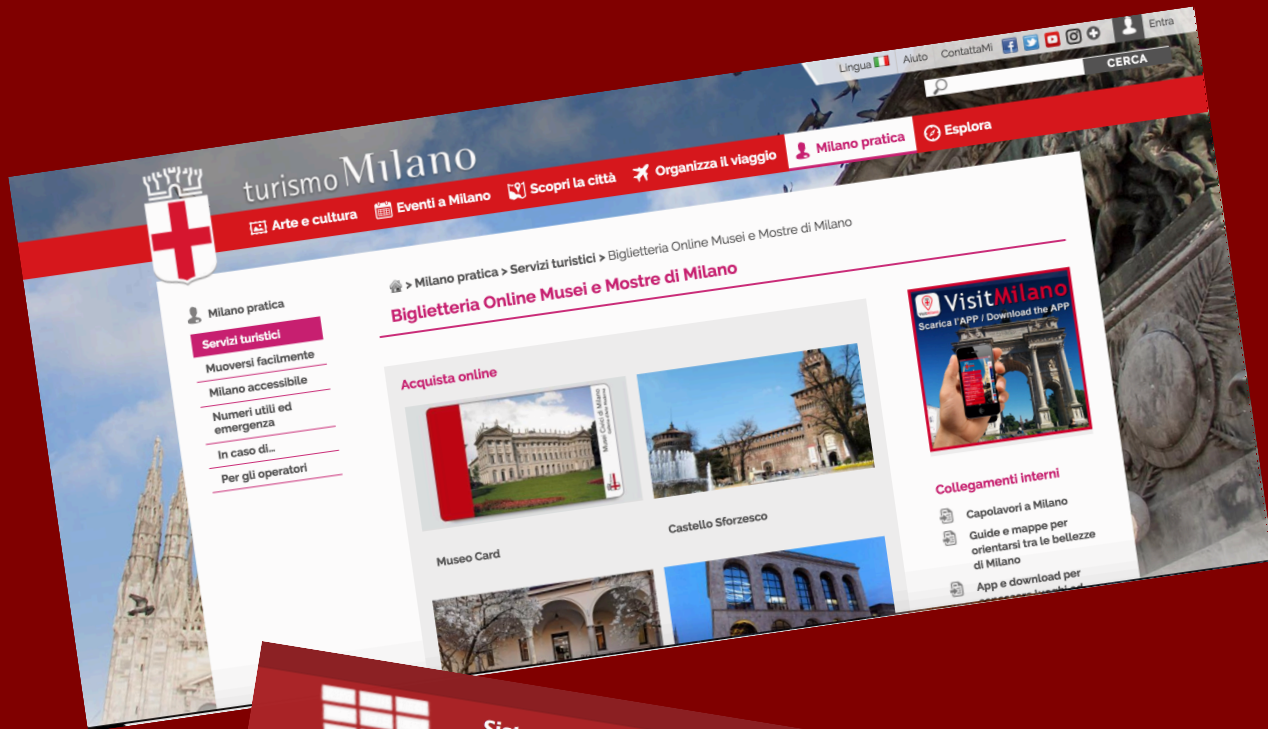 Lingua
Aiuto
ContattaMi
Entra
CERCA
turismo Milano
Arte e cultura
Eventi a Milano
Scopri la città
Organizza il viaggio
Milano pratica
Esplora
> Milano pratica > Servizi turistici > Biglietteria Online Musei e Mostre di Milano
Biglietteria Online Musei e Mostre di Milano
Milano pratica
Servizi turistici
Muoversi facilmente
Milano accessibile
Numeri utili ed
emergenza
In caso di...
Per gli operatori
Acquista online
Musei Civici di Milano
Museo Card
Castello Sforzesco
VisitMilano
Scarica l'APP / Download the APP
Collegamenti interni
Capolavori a Milano
Guide e mappe per
orientarsi tra le bellezze
di Milano
App e download per